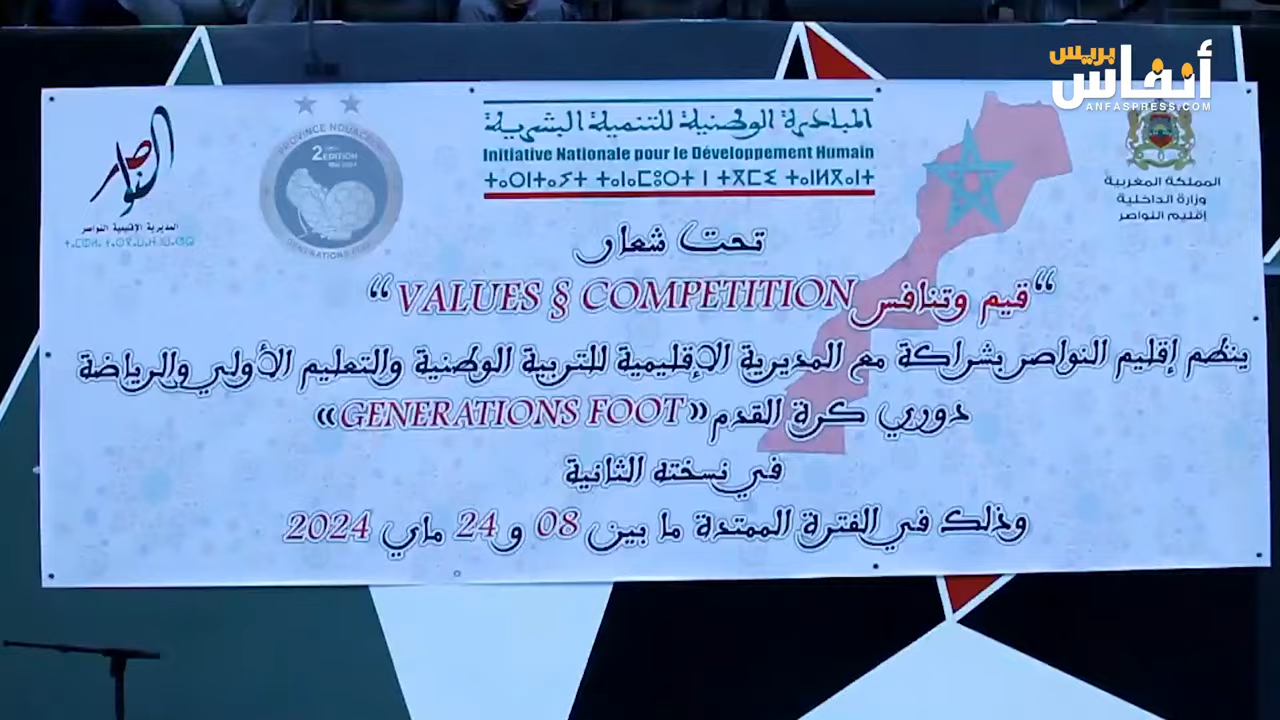 أنفاس بريس
ANFASPRESS.COM
المملكة المغربية
وزارة الداخلية
إقليم النواصر
المبادرة الوطنية للتنمية البشرية
Initiative Nationale pour le Développement Humain
PROVINCE NOUACEUR
2 EDITION
GENERATIONS FOOT
النواصر
المديرية الإقليمية النواصر
تحت شعار
“قيم وتنافس VALUES § COMPETITION“
ينظم إقليم النواصر بشراكة مع المديرية الإقليمية للتربية الوطنية والتعليم الأولي والرياضة
دوري كرة القدم «GENERATIONS FOOT»
في نسخته الثانية
وذلك في الفترة الممتدة ما بين 08 و 24 ماي 2024